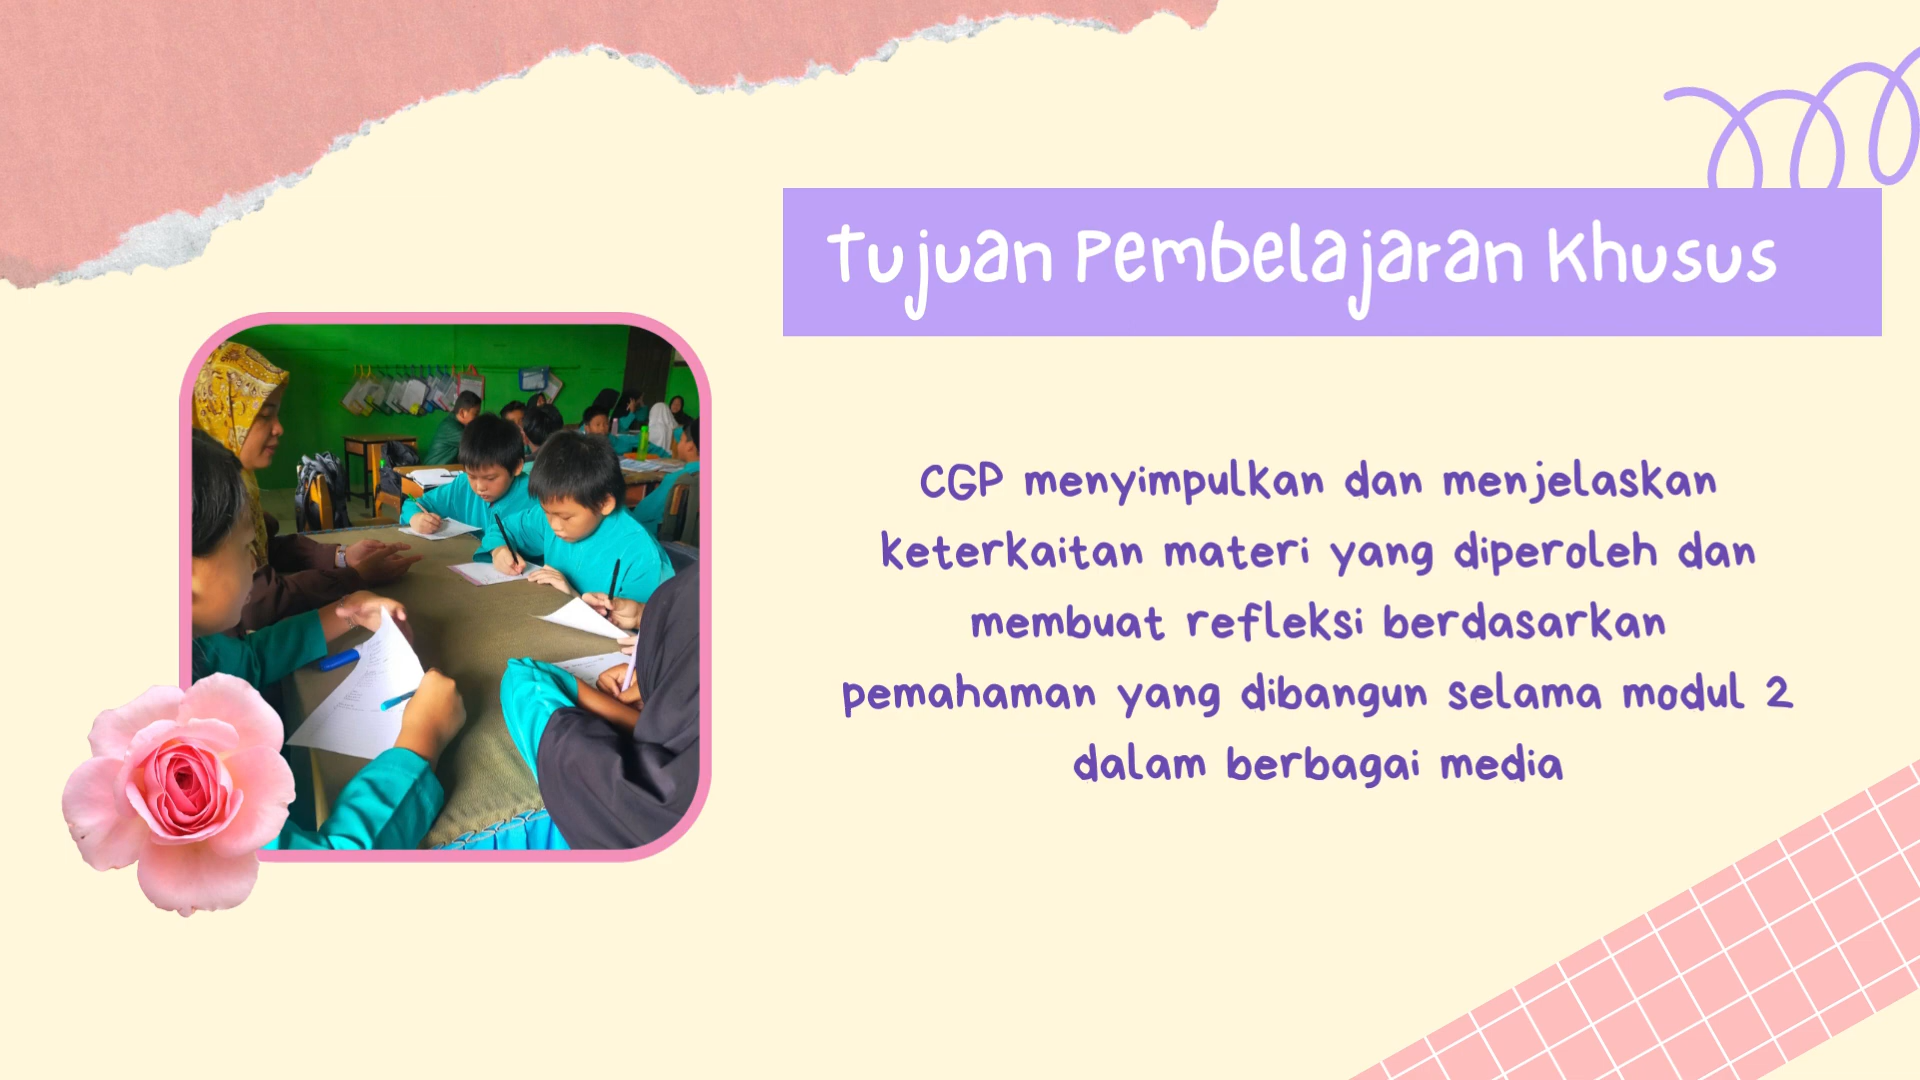 Tujuan Pembelajaran Khusus
CGP menyimpulkan dan menjelaskan
keterkaitan materi yang diperoleh dan
membuat refleksi berdasarkan
pemahaman yang dibangun selama modul 2
dalam berbagai media